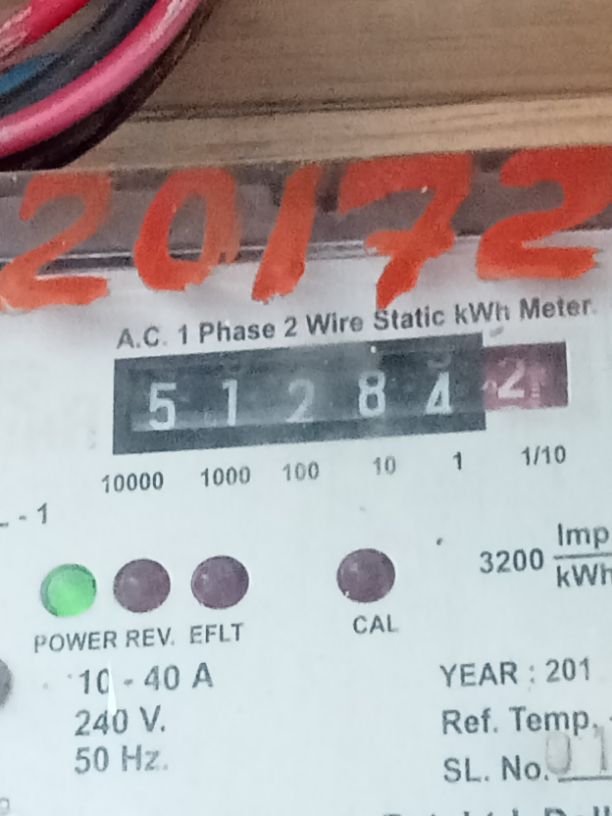 20172
A.C. 1 Phase 2 Wire Static kWh Meter.
5 1 2 8 4 2
10000 1000 100 10 1 1/10
- 1
3200 Imp
kWh
POWER REV. EFLT CAL
10 - 40 A
YEAR : 201
240 V.
Ref. Temp.
50 Hz.
SL. No. 01